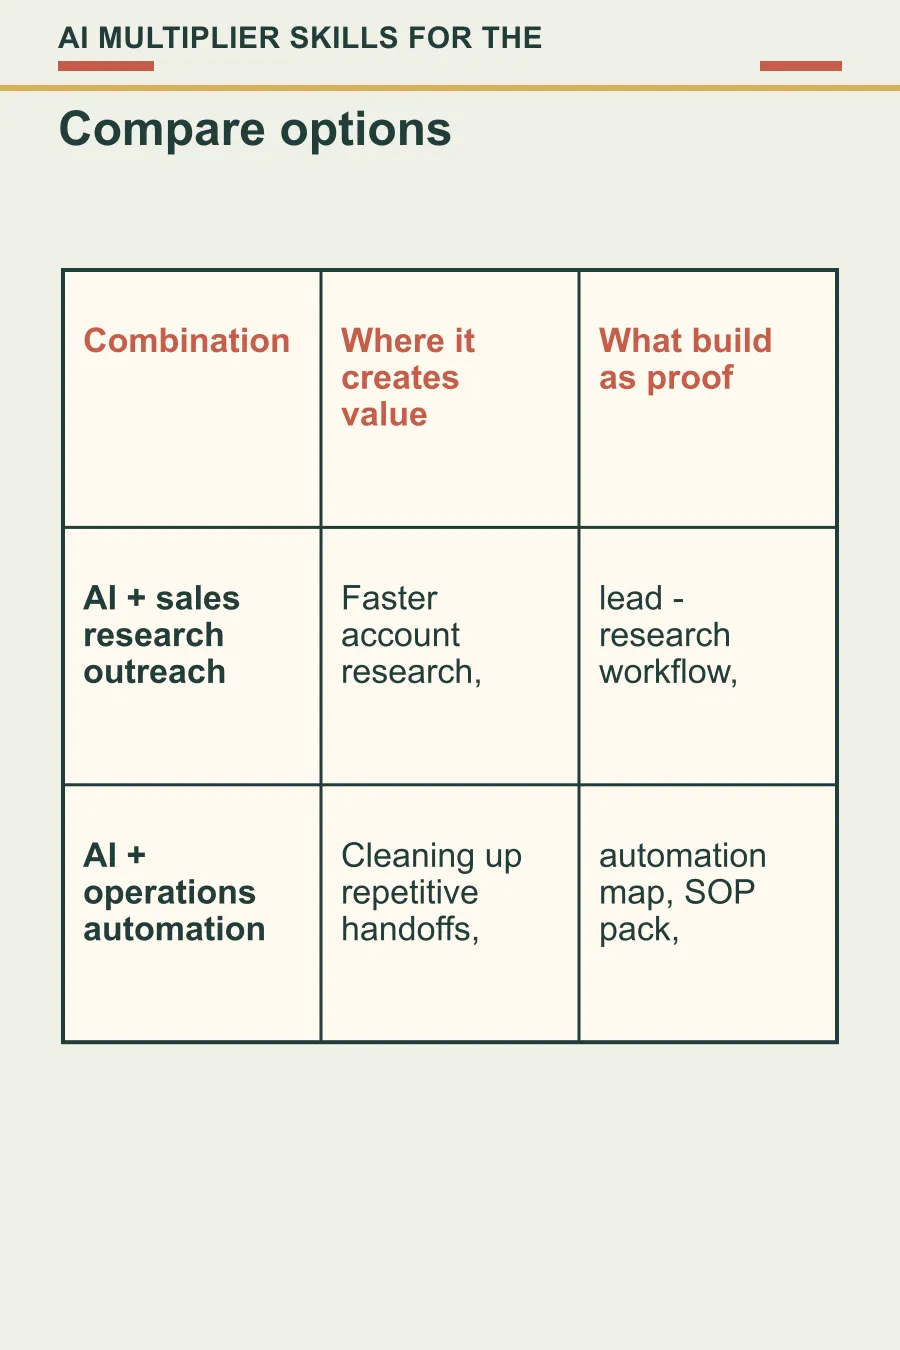 AI MULTIPLIER SKILLS FOR THE
Compare options
Combination
Where it
creates
value
What build
as proof
AI + sales
research
outreach
Faster
account
research,
lead -
research
workflow,
AI +
operations
automation
Cleaning up
repetitive
handoffs,
automation
map, SOP
pack,